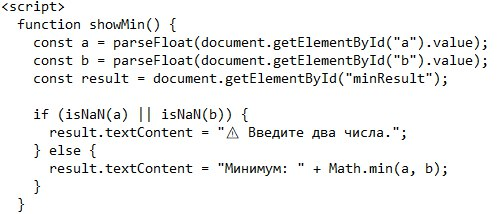 <script>
function showMin() {
const a = parseFloat(document.getElementById("a").value);
const b = parseFloat(document.getElementById("b").value);
const result = document.getElementById("minResult");
if (isNaN(a) || isNaN(b)) {
result.textContent = "⚠ Введите два числа.";
} else {
result.textContent = "Минимум: " + Math.min(a, b);
}
}